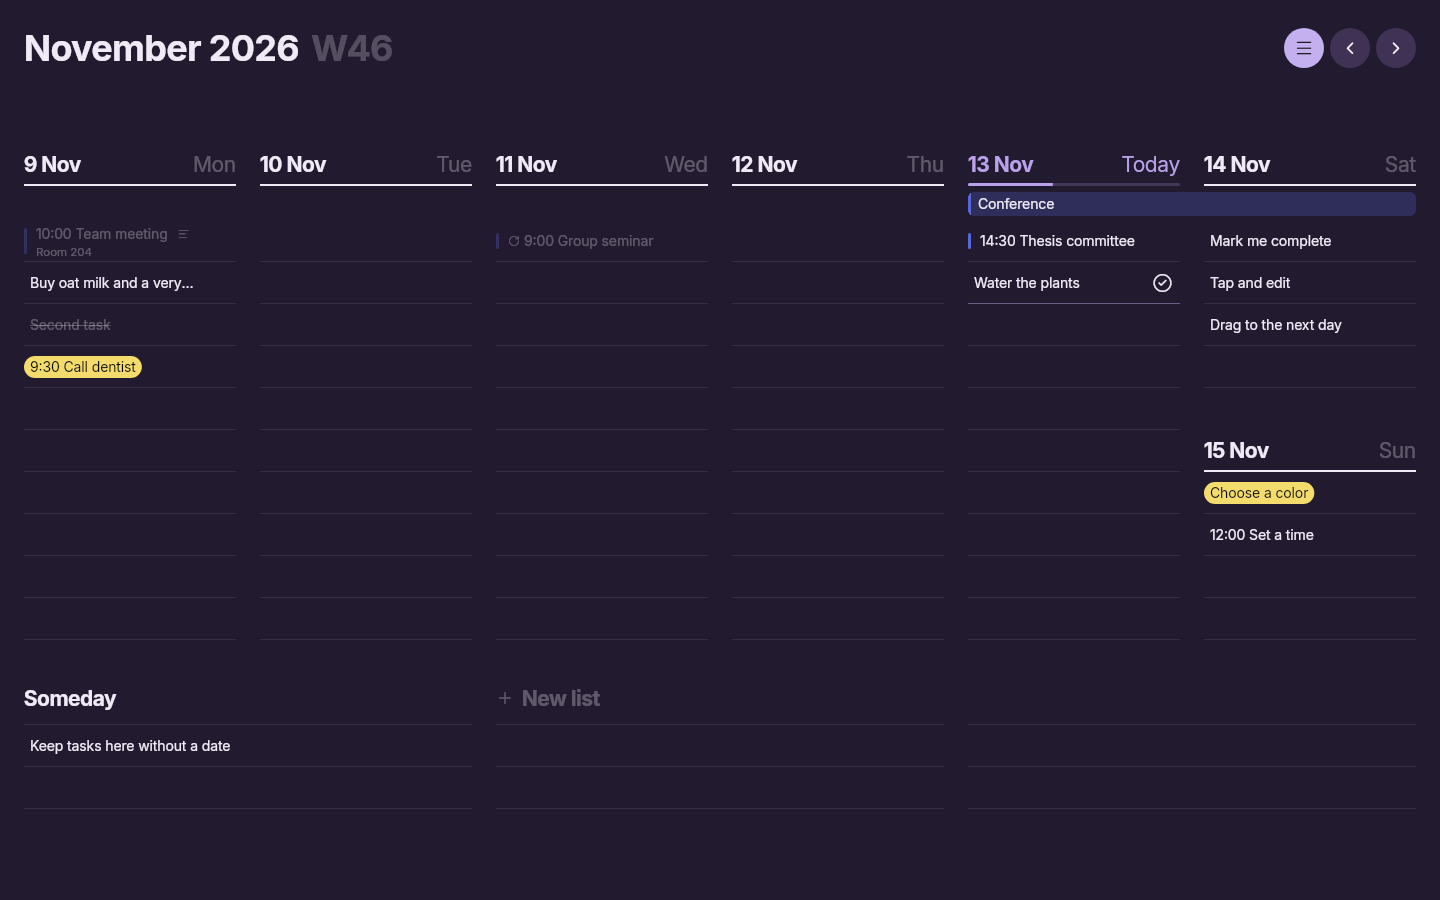 November 2026 W46
9 Nov Mon
10:00 Team meeting
Room 204
Buy oat milk and a very...
Second task
9:30 Call dentist
10 Nov Tue
11 Nov Wed
9:00 Group seminar
12 Nov Thu
13 Nov Today
Conference
14:30 Thesis committee
Water the plants
14 Nov Sat
Mark me complete
Tap and edit
Drag to the next day
15 Nov Sun
Choose a color
12:00 Set a time
Someday
Keep tasks here without a date
+ New list